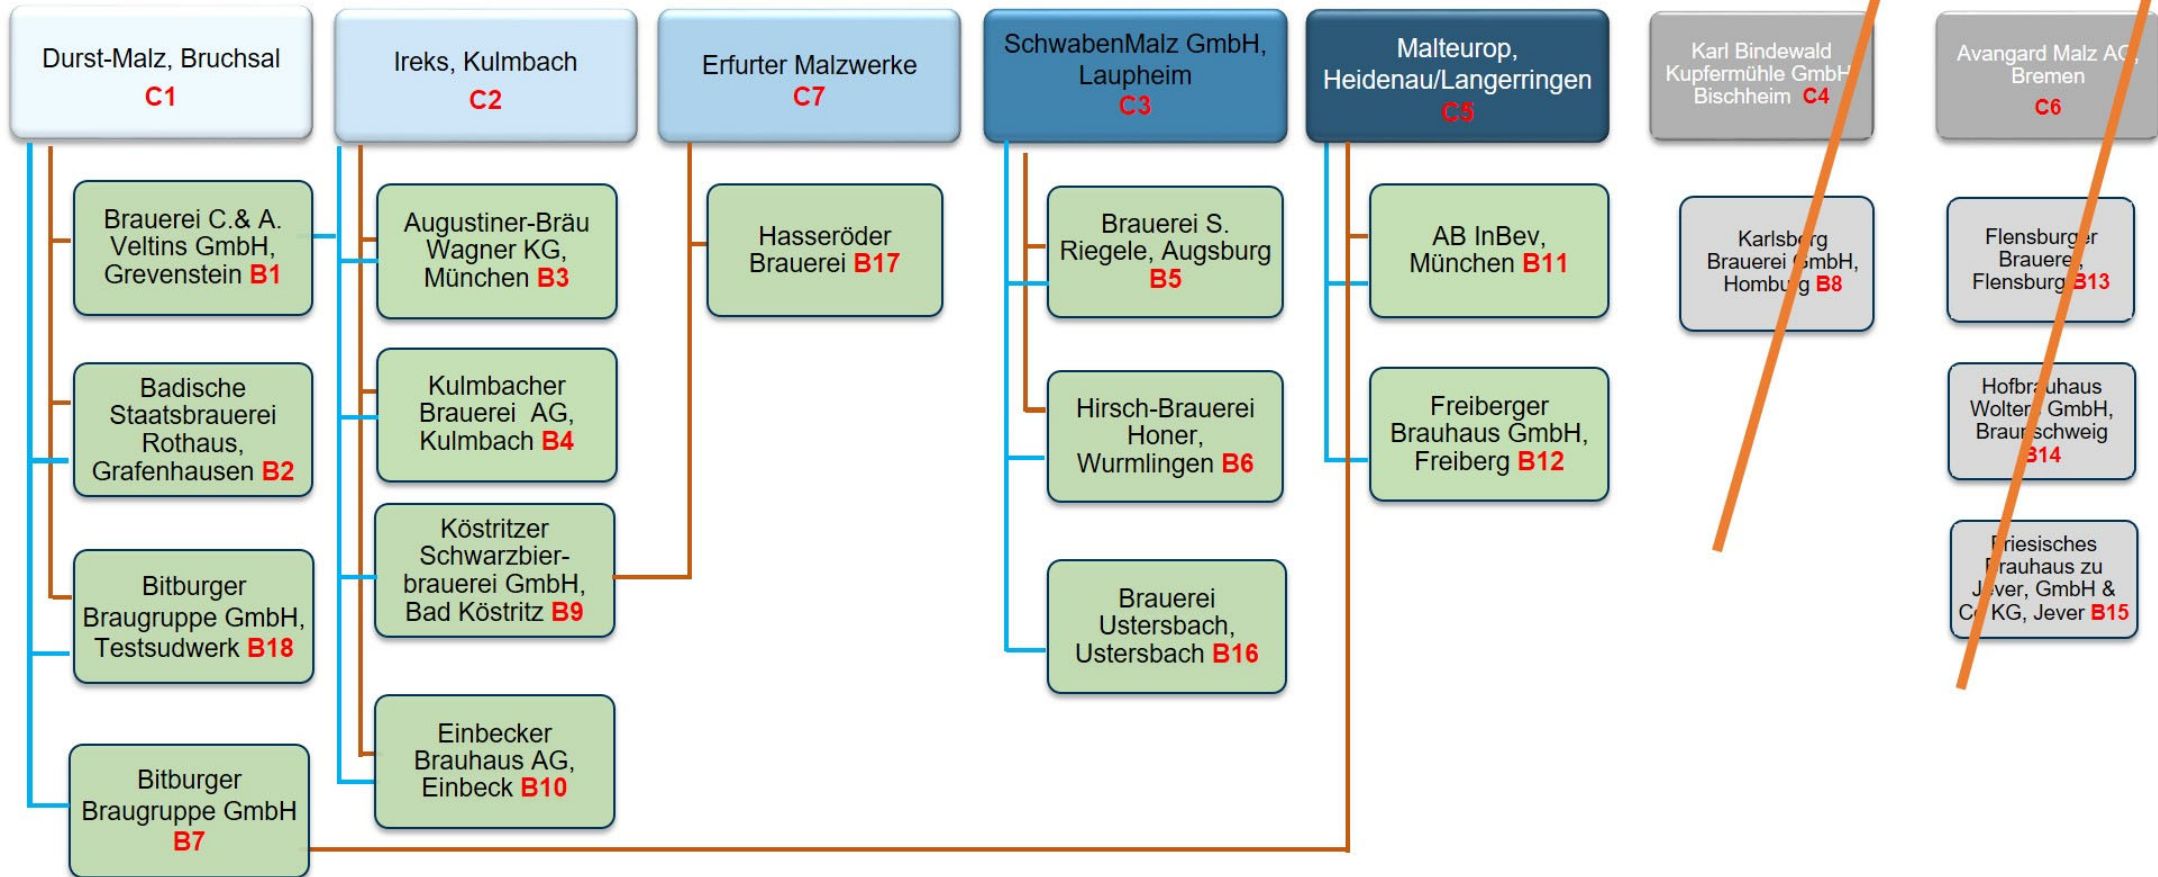 Durst-Malz, Bruchsal
C1
Ireks, Kulmbach
C2
Erfurter Malzwerke
C7
SchwabenMalz GmbH,
Laupheim
C3
Malteurop,
Heidenau/Langerringen
C5
Karl Bindewald
Kupfermühle GmbH
Bischheim C4
Avangard Malz AG,
Bremen
C6
Brauerei C.& A.
Veltins GmbH,
Grevenstein B1
Badische
Staatsbrauerei
Rothaus,
Grafenhausen B2
Bitburger
Braugruppe GmbH,
Testsudwerk B18
Bitburger
Braugruppe GmbH
B7
Augustiner-Bräu
Wagner KG,
München B3
Kulmbacher
Brauerei AG,
Kulmbach B4
Köstritzer
Schwarzbier-
brauerei GmbH,
Bad Köstritz B9
Einbecker
Brauhaus AG,
Einbeck B10
Hasseröder
Brauerei B17
Brauerei S.
Riegele, Augsburg
B5
Hirsch-Brauerei
Honer,
Wurmlingen B6
Brauerei
Ustersbach,
Ustersbach B16
AB InBev,
München B11
Freiberger
Brauhaus GmbH,
Freiberg B12
Karlsberg
Brauerei GmbH,
Homburg B8
Flensburger
Brauerei,
Flensburg B13
Hofbrauhaus
Wolters GmbH,
Braunschweig
B14
Friesisches
Brauhaus zu
Jever, GmbH &
Co KG, Jever B15